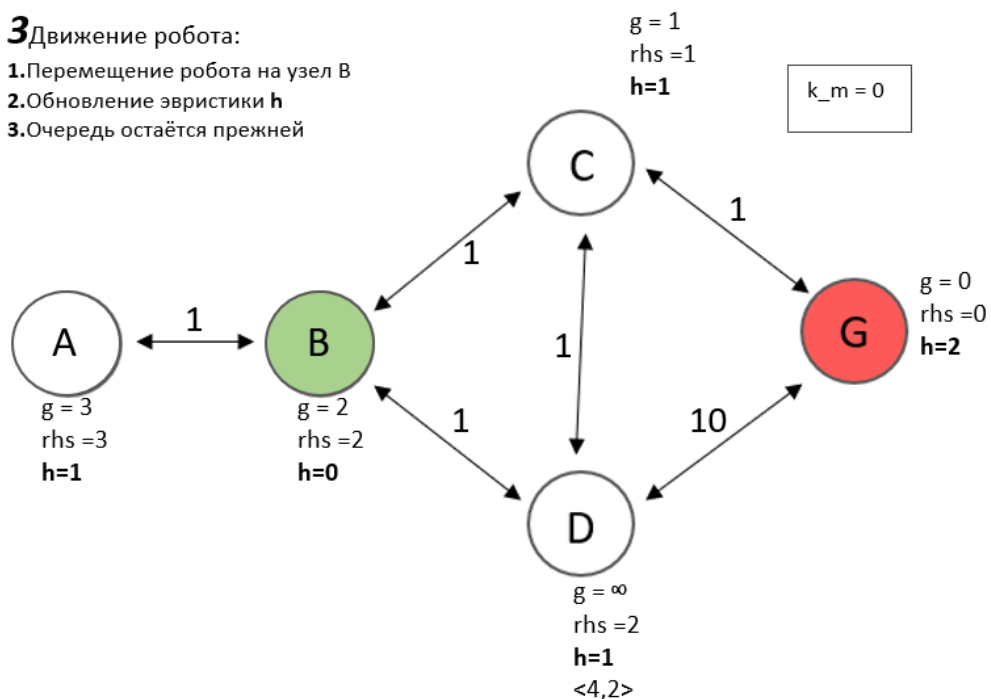 3Движение робота:
1.Перемещение робота на узел B
2.Обновление эвристики h
3.Очередь остаётся прежней
g = 1
rhs =1
h=1
k_m = 0
C
1
1
A
1
B
1
G
g = 0
rhs =0
h=2
g = 3
rhs =3
h=1
g = 2
rhs =2
h=0
1
10
D
g = ∞
rhs =2
h=1
<4,2>